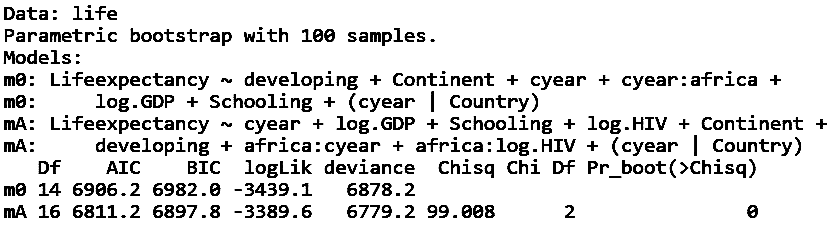 Data: life
Parametric bootstrap with 100 samples.
Models:
m0: Lifeexpectancy ~ developing + Continent + cyear + cyear:africa +
m0:     log.GDP + Schooling + (cyear | Country)
mA: Lifeexpectancy ~ cyear + log.GDP + Schooling + log.HIV + Continent +
mA:     developing + africa:cyear + africa:log.HIV + (cyear | Country)
   Df    AIC    BIC  logLik deviance  Chisq Chi Df Pr_boot(>Chisq)
m0 14 6906.2 6982.0 -3439.1   6878.2
mA 16 6811.2 6897.8 -3389.6   6779.2 99.008      2               0